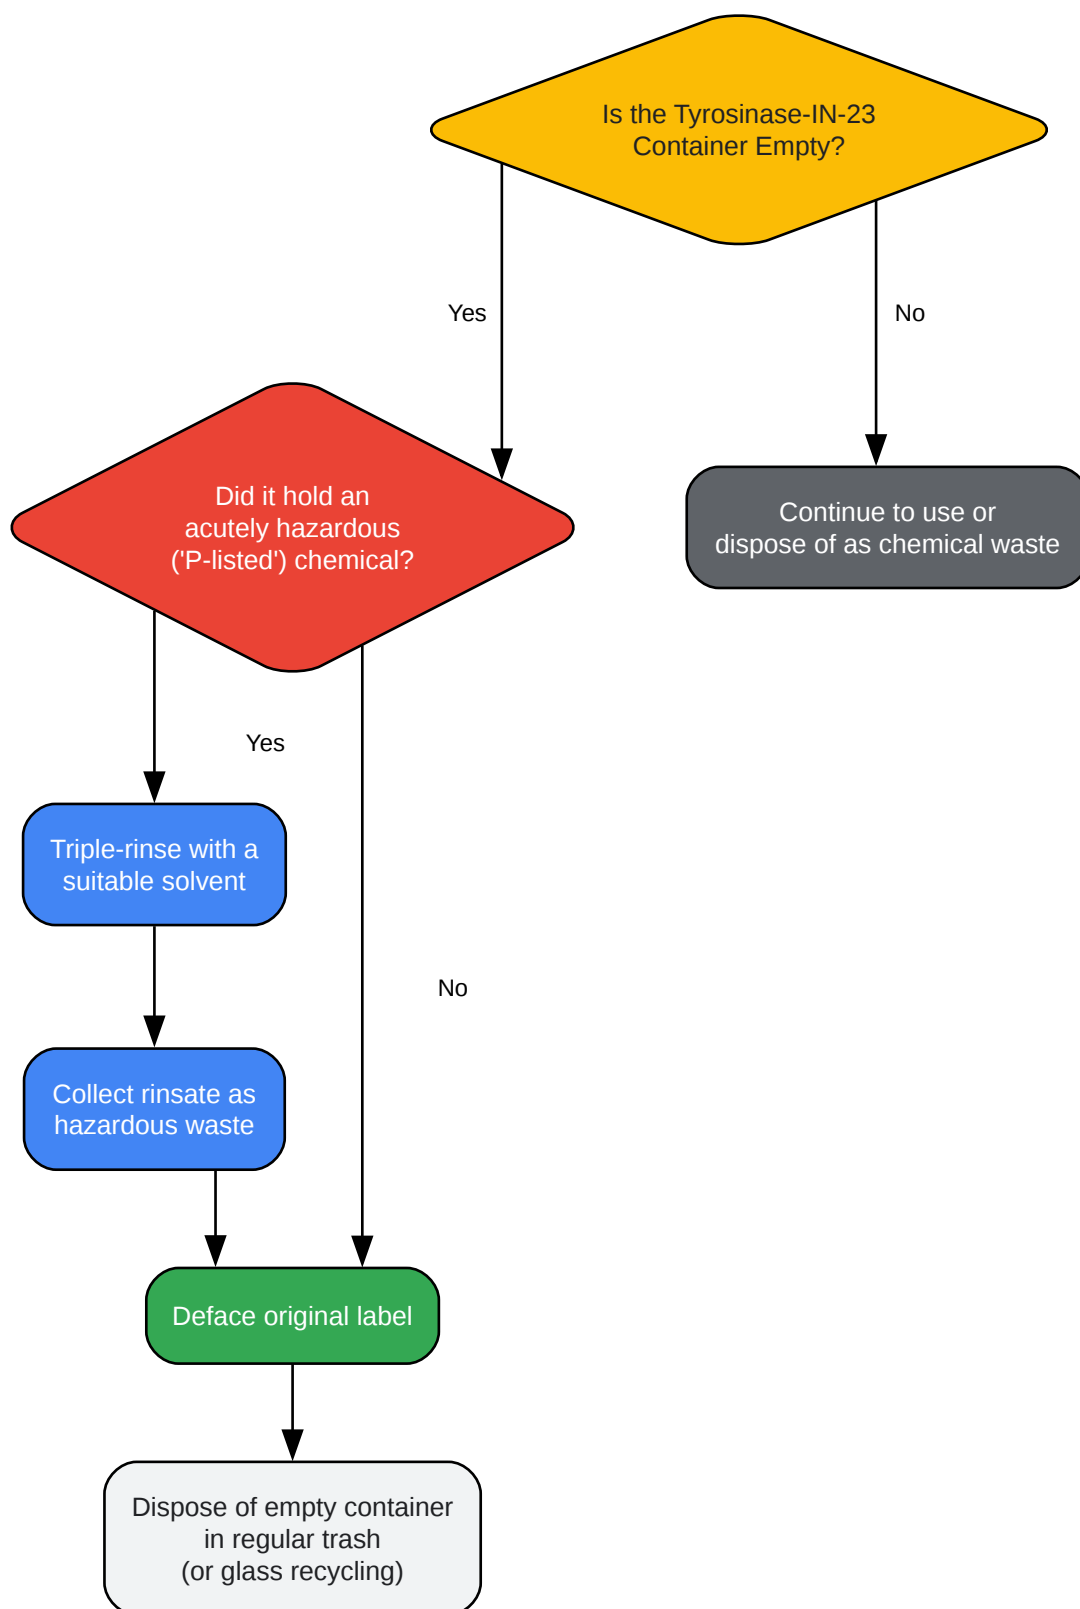 Is the Tyrosinase-IN-23
Container Empty?
Yes
No
Did it hold an
acutely hazardous
('P-listed') chemical?
Continue to use or
dispose of as chemical waste
Yes
Triple-rinse with a
suitable solvent
No
Collect rinsate as
hazardous waste
Deface original label
Dispose of empty container
in regular trash
(or glass recycling)